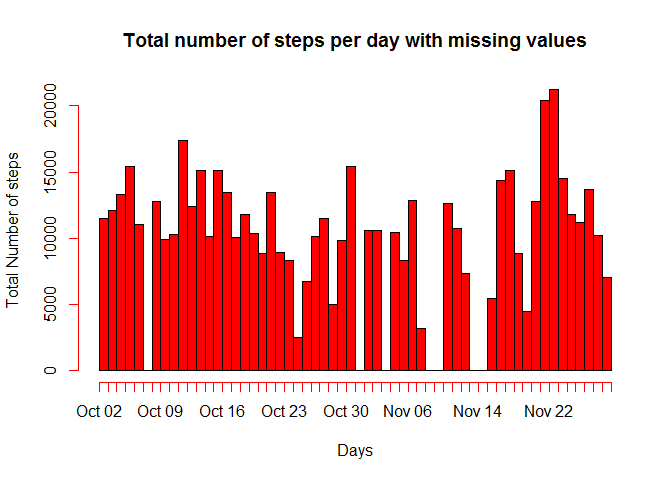 Total number of steps per day with missing values
Total Number of steps
20000
15000
10000
5000
0
Oct 02 Oct 09 Oct 16 Oct 23 Oct 30 Nov 06 Nov 14 Nov 22
Days